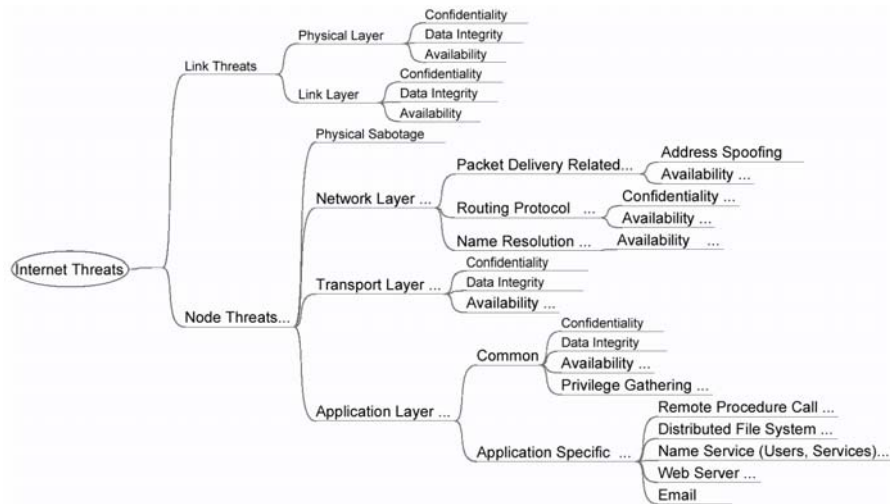 Confidentiality
Physical Layer
Data Integrity
Availability
Link Threats
Confidentiality
Link Layer
Data Integrity
Availability
Physical Sabotage
Packet Delivery Related...
Address Spoofing
Availability ...
Network Layer ...
Routing Protocol ...
Confidentiality ...
Availability ...
Name Resolution ...
Availability ...
Internet Threats
Confidentiality
Transport Layer ...
Data Integrity
Availability ...
Node Threats...
Confidentiality
Common
Data Integrity
Availability ...
Privilege Gathering ...
Application Layer ...
Remote Procedure Call ...
Distributed File System ...
Application Specific ...
Name Service (Users, Services)...
Web Server ...
Email